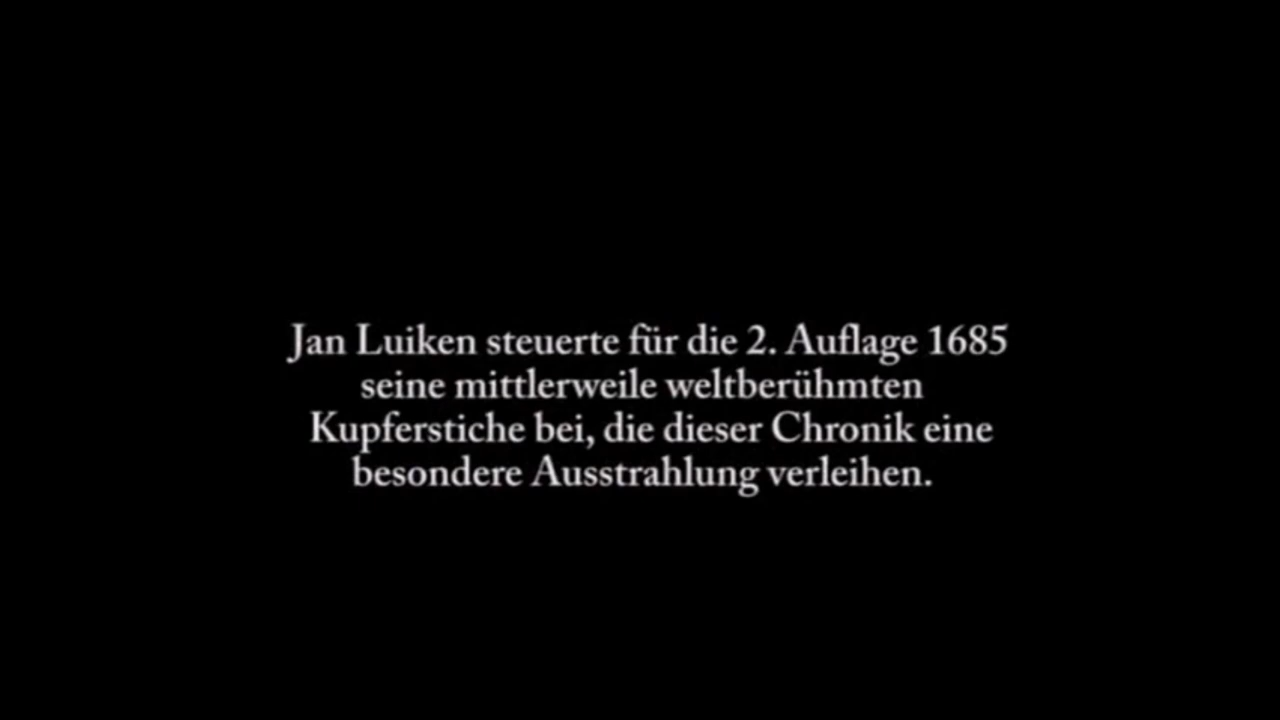 Jan Luiken steuerte für die 2. Auflage 1685
seine mittlerweile weltberühmten
Kupferstiche bei, die dieser Chronik eine
besondere Ausstrahlung verleihen.